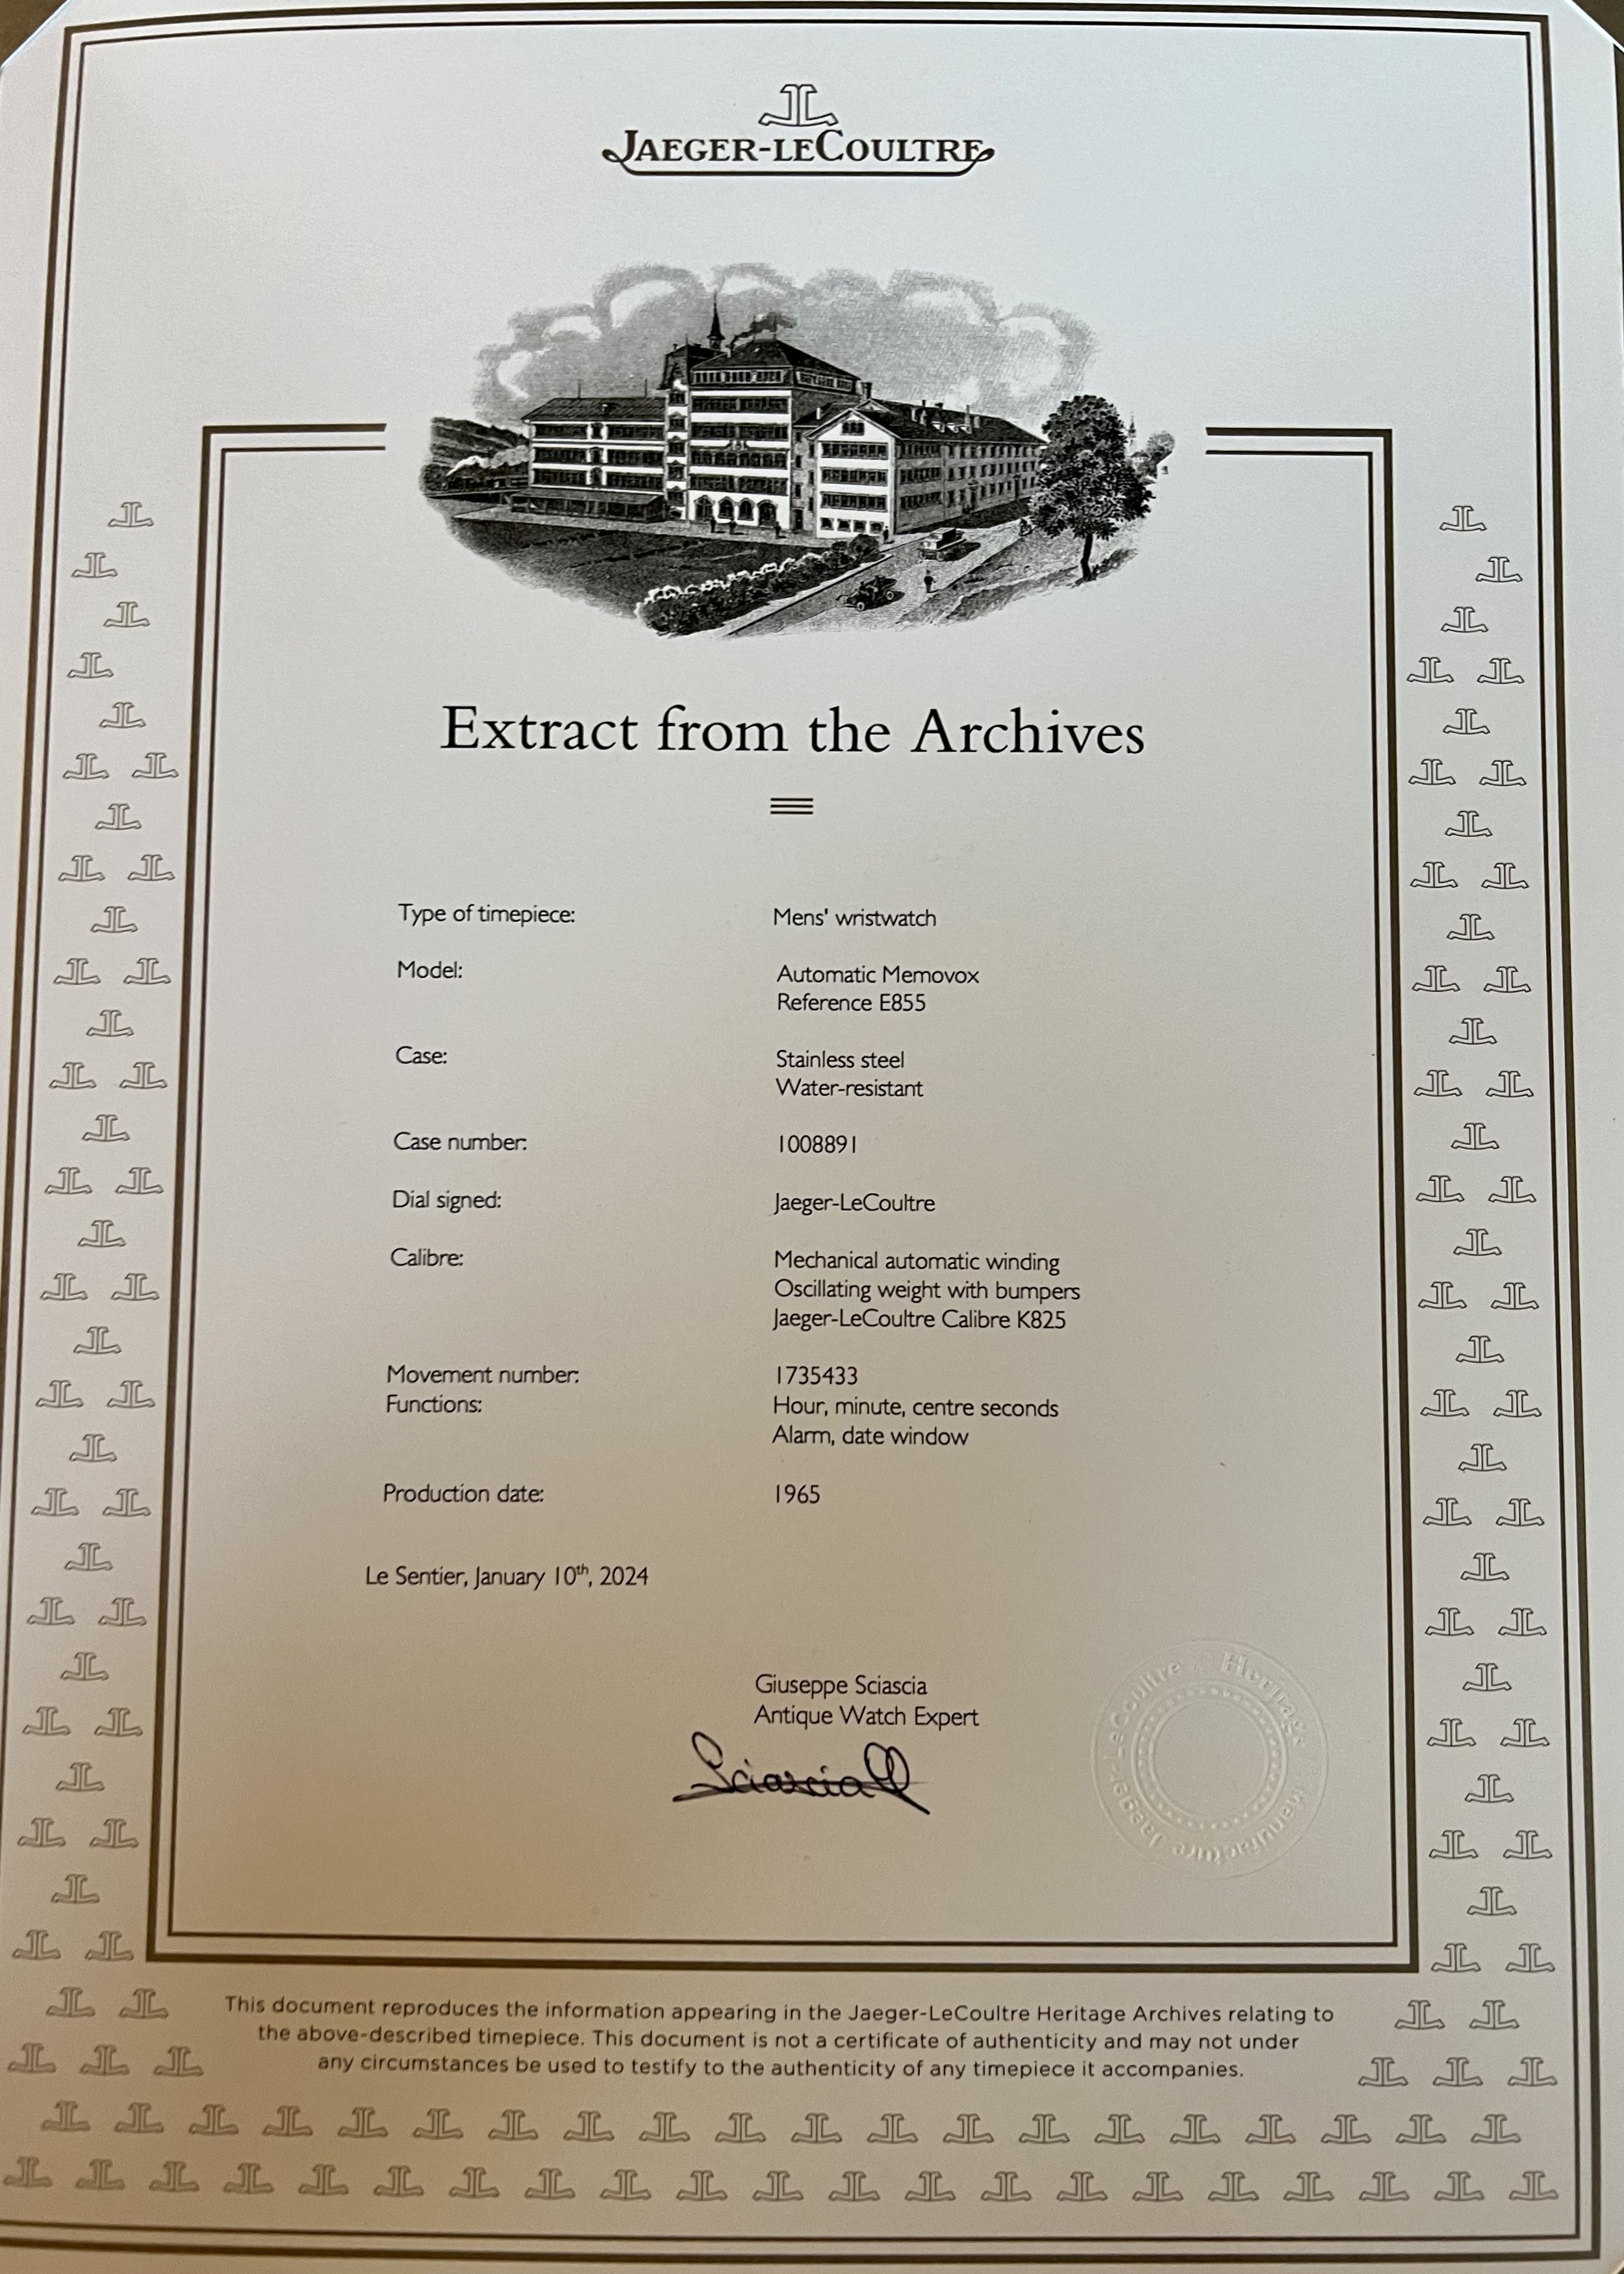 JAEGER-LECOULTRE
Extract from the Archives
Type of timepiece: Mens' wristwatch
Model: Automatic Memovox
Reference E855
Case: Stainless steel
Water-resistant
Case number: 1008891
Dial signed: Jaeger-LeCoultre
Calibre: Mechanical automatic winding
Oscillating weight with bumpers
Jaeger-LeCoultre Calibre K825
Movement number: 1735433
Functions: Hour, minute, centre seconds
Alarm, date window
Production date: 1965
Le Sentier, January 10th, 2024
Giuseppe Sciascia
Antique Watch Expert
Sciascia
Manufacture Jaeger-LeCoultre Heritage
This document reproduces the information appearing in the Jaeger-LeCoultre Heritage Archives relating to
the above-described timepiece. This document is not a certificate of authenticity and may not under
any circumstances be used to testify to the authenticity of any timepiece it accompanies.